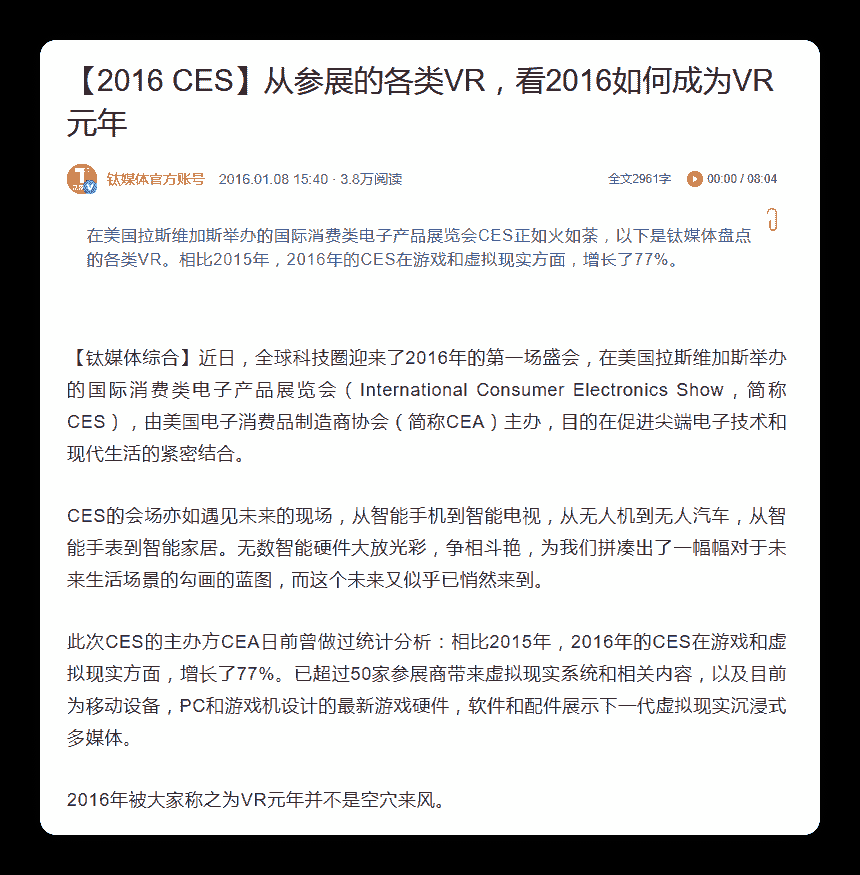 【2016 CES】从参展的各类VR，看2016如何成为VR
元年
钛媒体官方账号 2016.01.08 15:40 · 3.8万阅读 全文2961字 00:00 / 08:04
在美国拉斯维加斯举办的国际消费类电子产品展览会CES正如火如荼，以下是钛媒体盘点
的各类VR。相比2015年，2016年的CES在游戏和虚拟现实方面，增长了77%。
【钛媒体综合】近日，全球科技圈迎来了2016年的第一场盛会，在美国拉斯维加斯举办
的国际消费类电子产品展览会（International Consumer Electronics Show，简称
CES），由美国电子消费品制造商协会（简称CEA）主办，目的在促进尖端电子技术和
现代生活的紧密结合。
CES的会场亦如遇见未来的现场，从智能手机到智能电视，从无人机到无人汽车，从智
能手表到智能家居。无数智能硬件大放光彩，争相斗艳，为我们拼凑出了一幅幅对于未
来生活场景的勾画的蓝图，而这个未来又似乎已悄然来到。
此次CES的主办方CEA日前曾做过统计分析：相比2015年，2016年的CES在游戏和虚
拟现实方面，增长了77%。已超过50家参展商带来虚拟现实系统和相关内容，以及目前
为移动设备，PC和游戏机设计的最新游戏硬件，软件和配件展示下一代虚拟现实沉浸式
多媒体。
2016年被大家称之为VR元年并不是空穴来风。